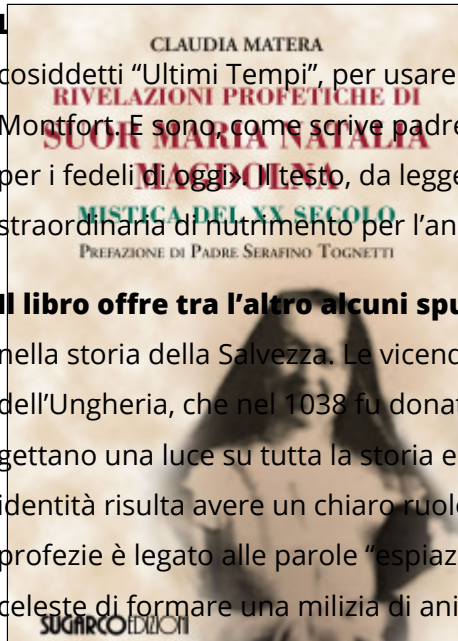 L
CLAUDIA MATERA
cosiddetti “Ultimi Tempi”, per usare
RIVELAZIONI PROFETICHE DI
Montfort. E sono, come scrive padre
SUOR MARIA NATALIA
per i fedeli di oggi». Il testo, da legge
MAGDOLNA
MISTICA DEL XX SECOLO
straordinaria di nutrimento per l’an
PREFAZIONE DI PADRE SERAFINO TOGNETTI
Il libro offre tra l’altro alcuni spu
nella storia della Salvezza. Le vicend
dell’Ungheria, che nel 1038 fu donat
gettano una luce su tutta la storia e
identità risulta avere un chiaro ruolo
profezie è legato alle parole “espiaz
celeste di formare una milizia di ani
SUGARCOEDIZIONI